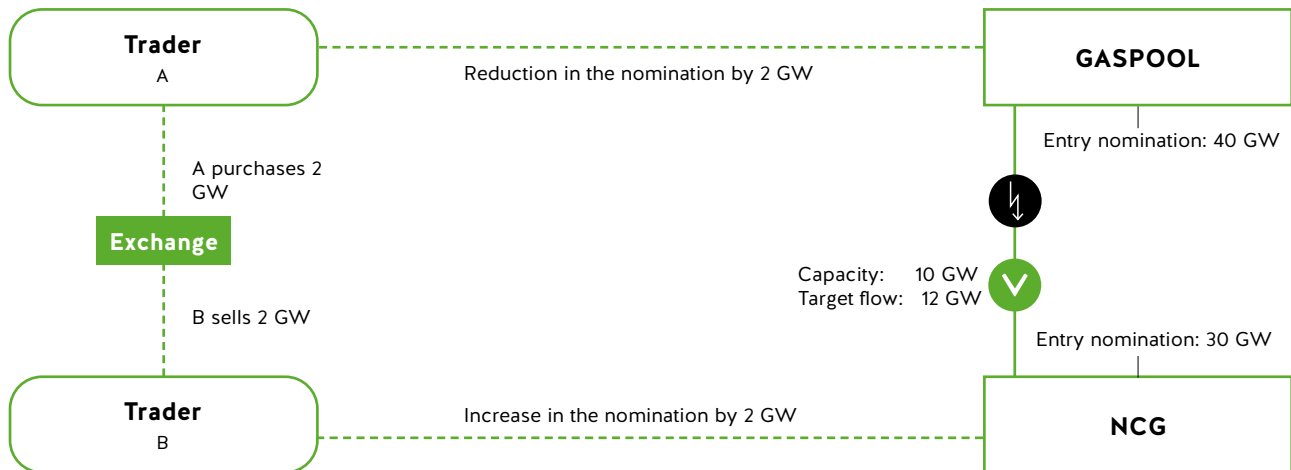 Trader
A
Reduction in the nomination by 2 GW
GASPOOL
Entry nomination: 40 GW
A purchases 2
GW
Exchange
Capacity: 10 GW
Target flow: 12 GW
B sells 2 GW
Entry nomination: 30 GW
Trader
B
Increase in the nomination by 2 GW
NCG